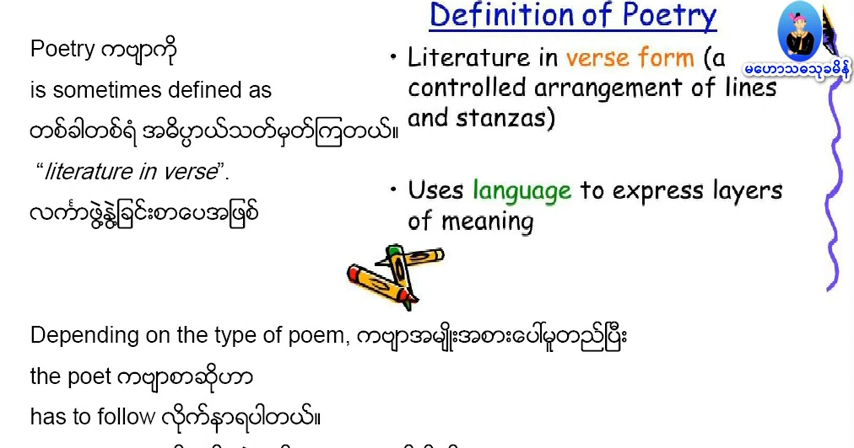 Definition of Poetry
Poetry ကဗျာကို
is sometimes defined as
တစ်ခါတစ်ရံ အဓိပ္ပာယ်သတ်မှတ်ကြတယ်။
“literature in verse”.
လင်္ကာဖွဲ့နွဲ့ခြင်းစာပေအဖြစ်
• Literature in verse form (a
controlled arrangement of lines
and stanzas)
• Uses language to express layers
of meaning
မဟောသဓသုခမိန်
Depending on the type of poem, ကဗျာအမျိုးအစားပေါ်မူတည်ပြီး
the poet ကဗျာစာဆိုဟာ
has to follow လိုက်နာရပါတယ်။